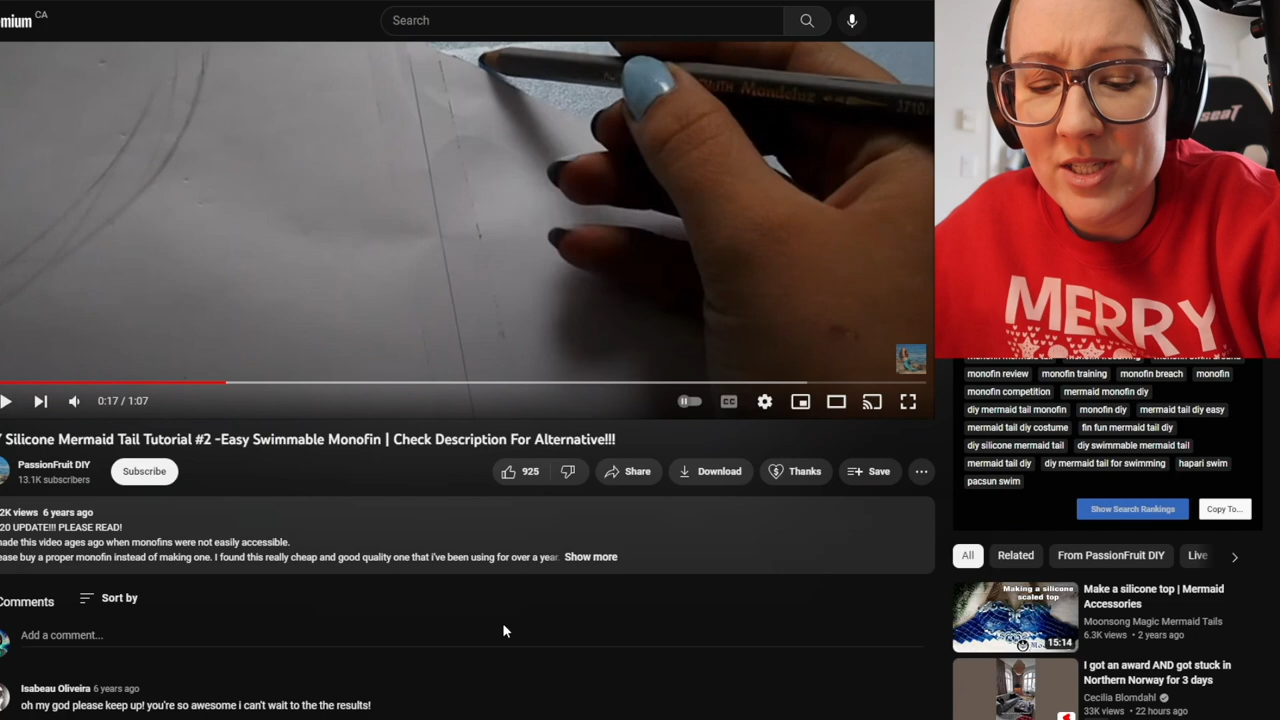 mium CA
Search
Mondeluz
3710
seat
MERRY
0:17 / 1:07
CC
Silicone Mermaid Tail Tutorial #2 -Easy Swimmable Monofin | Check Description For Alternative!!!
PassionFruit DIY
13.1K subscribers
Subscribe
925
Share
Download
Thanks
Save
2K views 6 years ago
20 UPDATE!!! PLEASE READ!
made this video ages ago when monofins were not easily accessible.
ease buy a proper monofin instead of making one. I found this really cheap and good quality one that i've been using for over a year. Show more
Comments
Sort by
Add a comment...
Isabeau Oliveira 6 years ago
oh my god please keep up! you're so awesome i can't wait to the the results!
monofin review monofin training monofin breach monofin
monofin competition mermaid monofin diy
diy mermaid tail monofin monofin diy mermaid tail diy easy
mermaid tail diy costume fin fun mermaid tail diy
diy silicone mermaid tail diy swimmable mermaid tail
mermaid tail diy diy mermaid tail for swimming hapari swim
pacsun swim
Show Search Rankings
Copy To...
All
Related
From PassionFruit DIY
Live
Making a silicone
scaled top
15:14
Make a silicone top | Mermaid
Accessories
Moonsong Magic Mermaid Tails
6.3K views • 2 years ago
I got an award AND got stuck in
Northern Norway for 3 days
Cecilia Blomdahl
33K views • 22 hours ago